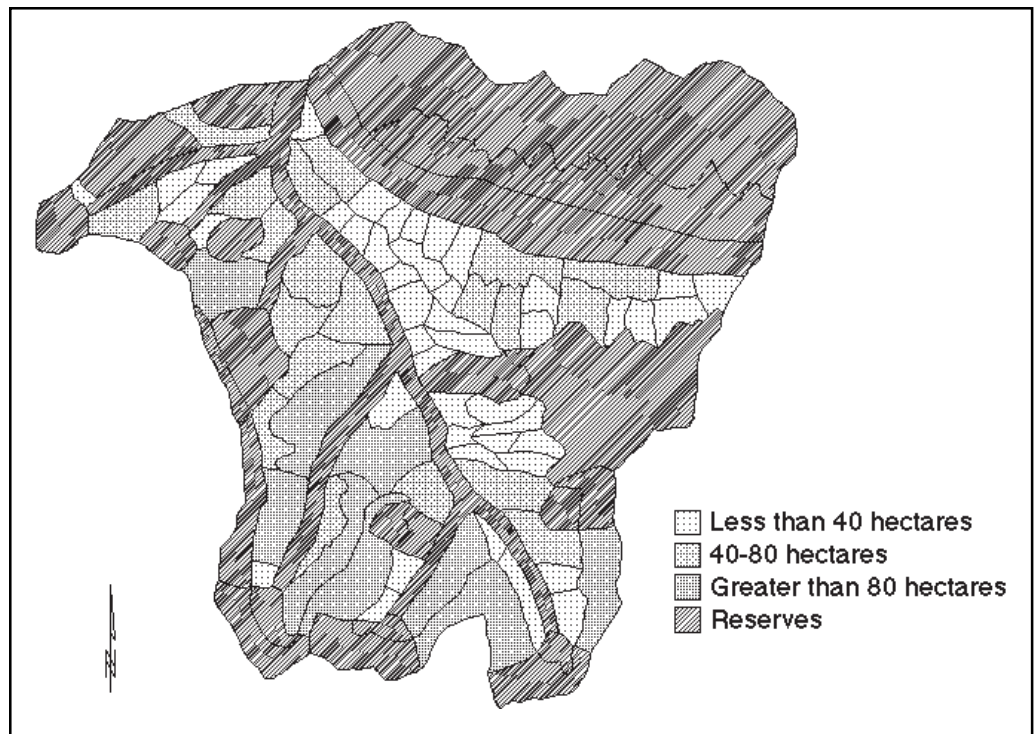 Less than 40 hectares
40-80 hectares
Greater than 80 hectares
Reserves
N